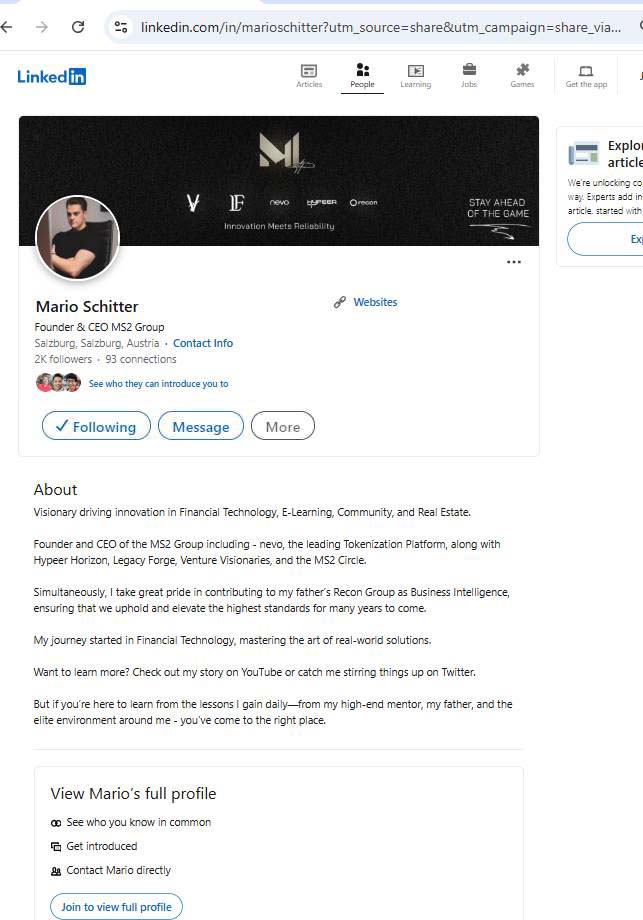 linkedin.com/in/marioschitter?utm_source=share&utm_campaign=share_via...
LinkedIn
Articles
People
Learning
Jobs
Games
Get the app
nevo
HYPEER
recon
Innovation Meets Reliability
STAY AHEAD
OF THE GAME
Mario Schitter
Websites
Founder & CEO MS2 Group
Salzburg, Salzburg, Austria · Contact Info
2K followers · 93 connections
See who they can introduce you to
Following
Message
More
About
Visionary driving innovation in Financial Technology, E-Learning, Community, and Real Estate.
Founder and CEO of the MS2 Group including - nevo, the leading Tokenization Platform, along with
Hypeer Horizon, Legacy Forge, Venture Visionaries, and the MS2 Circle.
Simultaneously, I take great pride in contributing to my father's Recon Group as Business Intelligence,
ensuring that we uphold and elevate the highest standards for many years to come.
My journey started in Financial Technology, mastering the art of real-world solutions.
Want to learn more? Check out my story on YouTube or catch me stirring things up on Twitter.
But if you're here to learn from the lessons I gain daily—from my high-end mentor, my father, and the
elite environment around me - you've come to the right place.
View Mario's full profile
See who you know in common
Get introduced
Contact Mario directly
Join to view full profile
Explor
article
We're unlocking co
way. Experts add in
article, started with
Exp